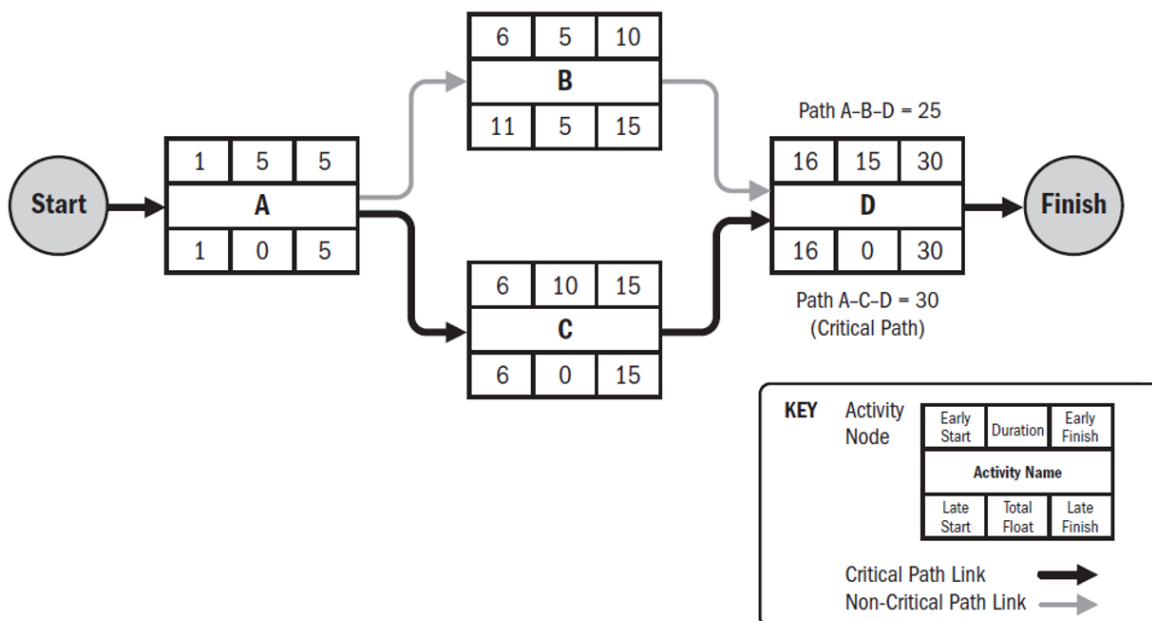 Start
1 5 5
A
1 0 5
6 5 10
B
11 5 15
6 10 15
C
6 0 15
Path A–B–D = 25
16 15 30
D
16 0 30
Path A–C–D = 30
(Critical Path)
Finish
KEY
Activity
Node
Early
Start
Duration
Early
Finish
Activity Name
Late
Start
Total
Float
Late
Finish
Critical Path Link
Non-Critical Path Link